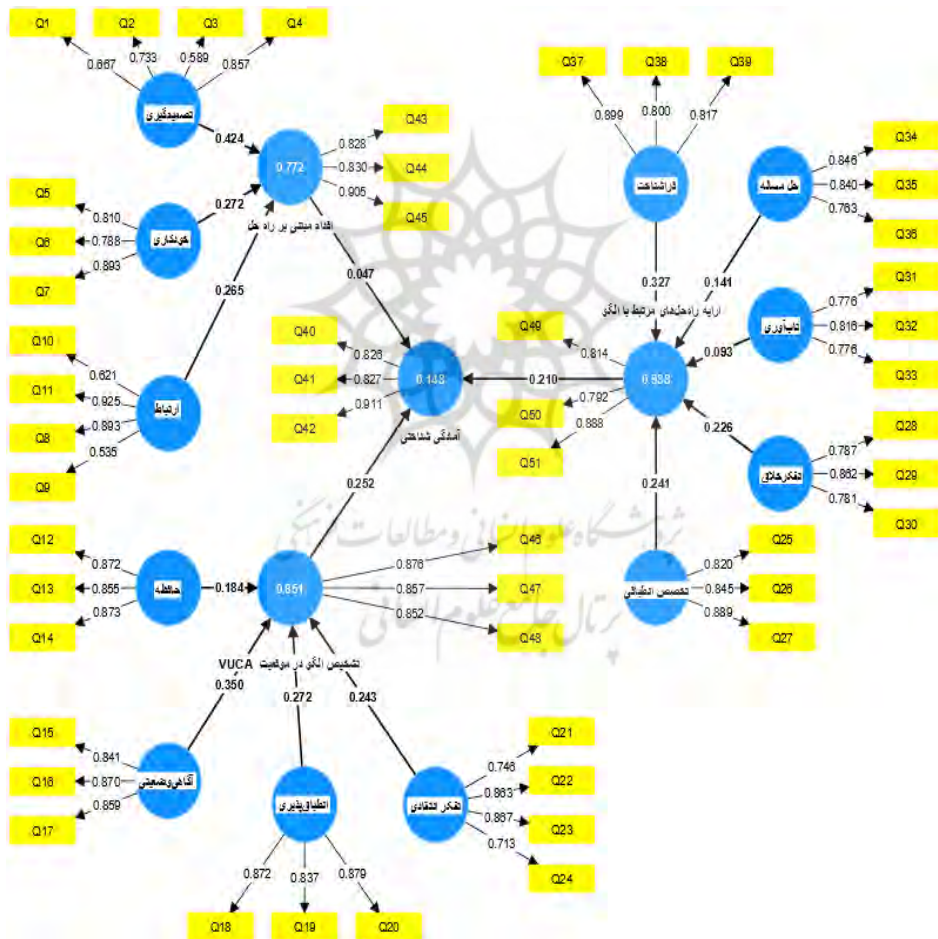 Q1
Q2
Q3
Q4
0.667
0.733
0.589
0.857
تصمیمگیری
0.424
0.772
Q43
0.828
Q44
0.830
Q45
0.905
اقدام مبتنی بر راه حل
Q5
0.810
Q6
0.788
Q7
0.893
خودکاری
0.272
0.265
0.047
Q10
0.621
Q11
0.925
Q8
0.893
Q9
0.535
ارتباط
Q37
Q38
Q39
0.899
0.800
0.817
فراشناخت
0.327
Q34
0.846
Q35
0.840
Q36
0.763
حل مساله
0.141
ارایه راه‌حل‌های مرتبط با الگو
Q31
0.776
Q32
0.816
Q33
0.776
تاب‌آوری
0.093
Q40
0.826
Q41
0.827
Q42
0.911
0.148
آمادگی شناختی
0.210
Q49
0.814
Q50
0.792
Q51
0.888
0.838
0.226
Q28
0.787
Q29
0.862
Q30
0.781
تفکر خلاق
0.241
0.252
Q25
0.820
Q26
0.845
Q27
0.889
تخصص انطباقی
Q12
0.872
Q13
0.855
Q14
0.873
حافظه
0.184
0.851
Q46
0.876
Q47
0.857
Q48
0.852
پژوهشگاه علوم انسانی و مطالعات فرهنگی
پرتال جامع علوم انسانی
تشخیص الگو در موقعیت VUCA
0.350
0.272
0.243
Q15
0.841
Q16
0.870
Q17
0.859
آگاهی وضعیتی
انطباق‌پذیری
تفکر انتقادی
Q21
0.746
Q22
0.863
Q23
0.867
Q24
0.713
0.872
0.837
0.879
Q18
Q19
Q20